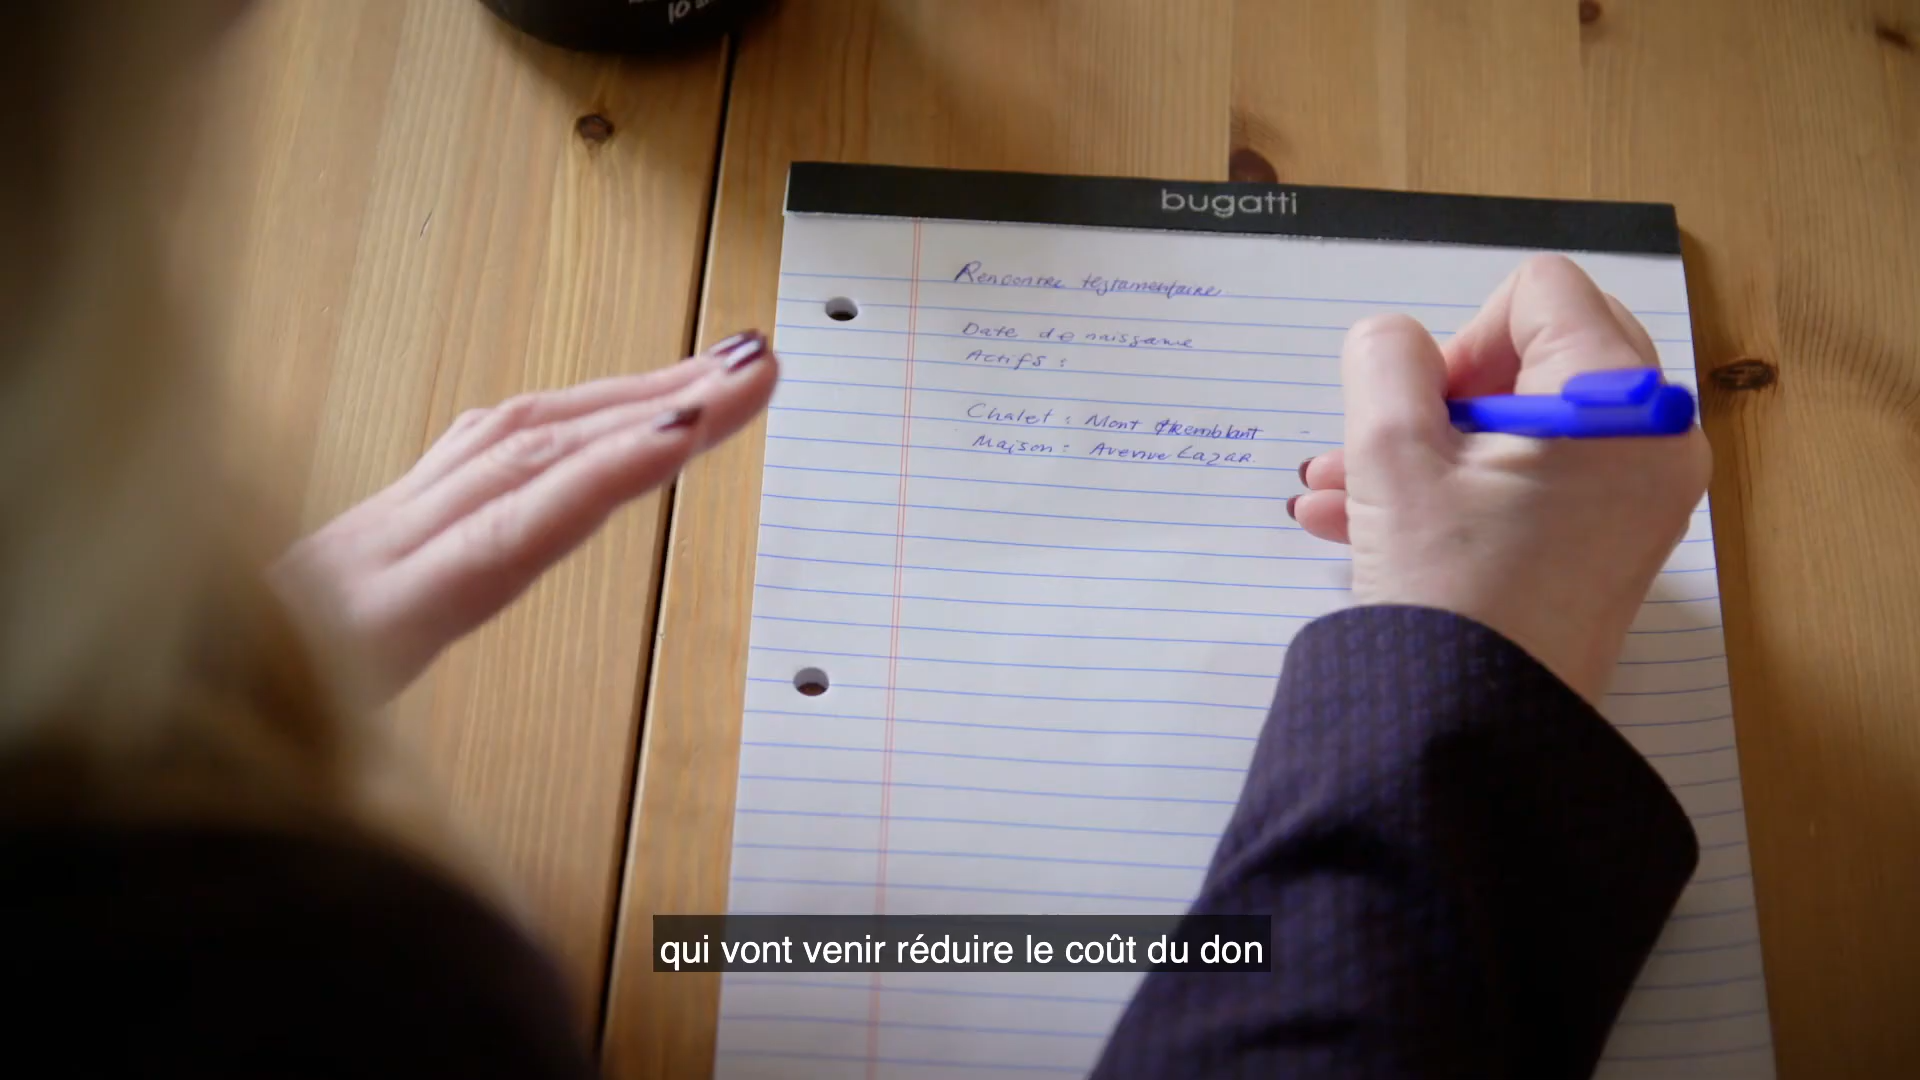 10
bugatti
Rencontre testamentaire
Date de naissance
Actifs :
Chalet : Mont Tremblant -
Maison : Avenue Lazar.
qui vont venir réduire le coût du don